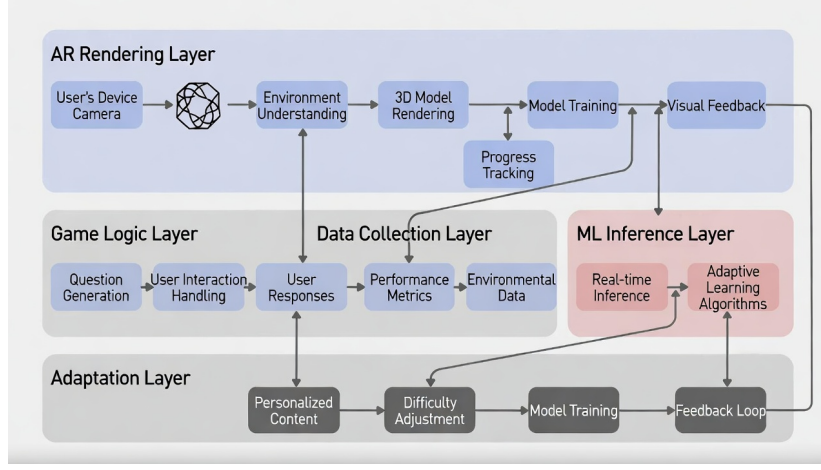 AR Rendering Layer
User's Device
Camera
Environment
Understanding
3D Model
Rendering
Model Training
Visual Feedback
Progress
Tracking
Game Logic Layer
Data Collection Layer
ML Inference Layer
Question
Generation
User Interaction
Handling
User
Responses
Performance
Metrics
Environmental
Data
Real-time
Inference
Adaptive
Learning
Algorithms
Adaptation Layer
Personalized
Content
Difficulty
Adjustment
Model Training
Feedback Loop